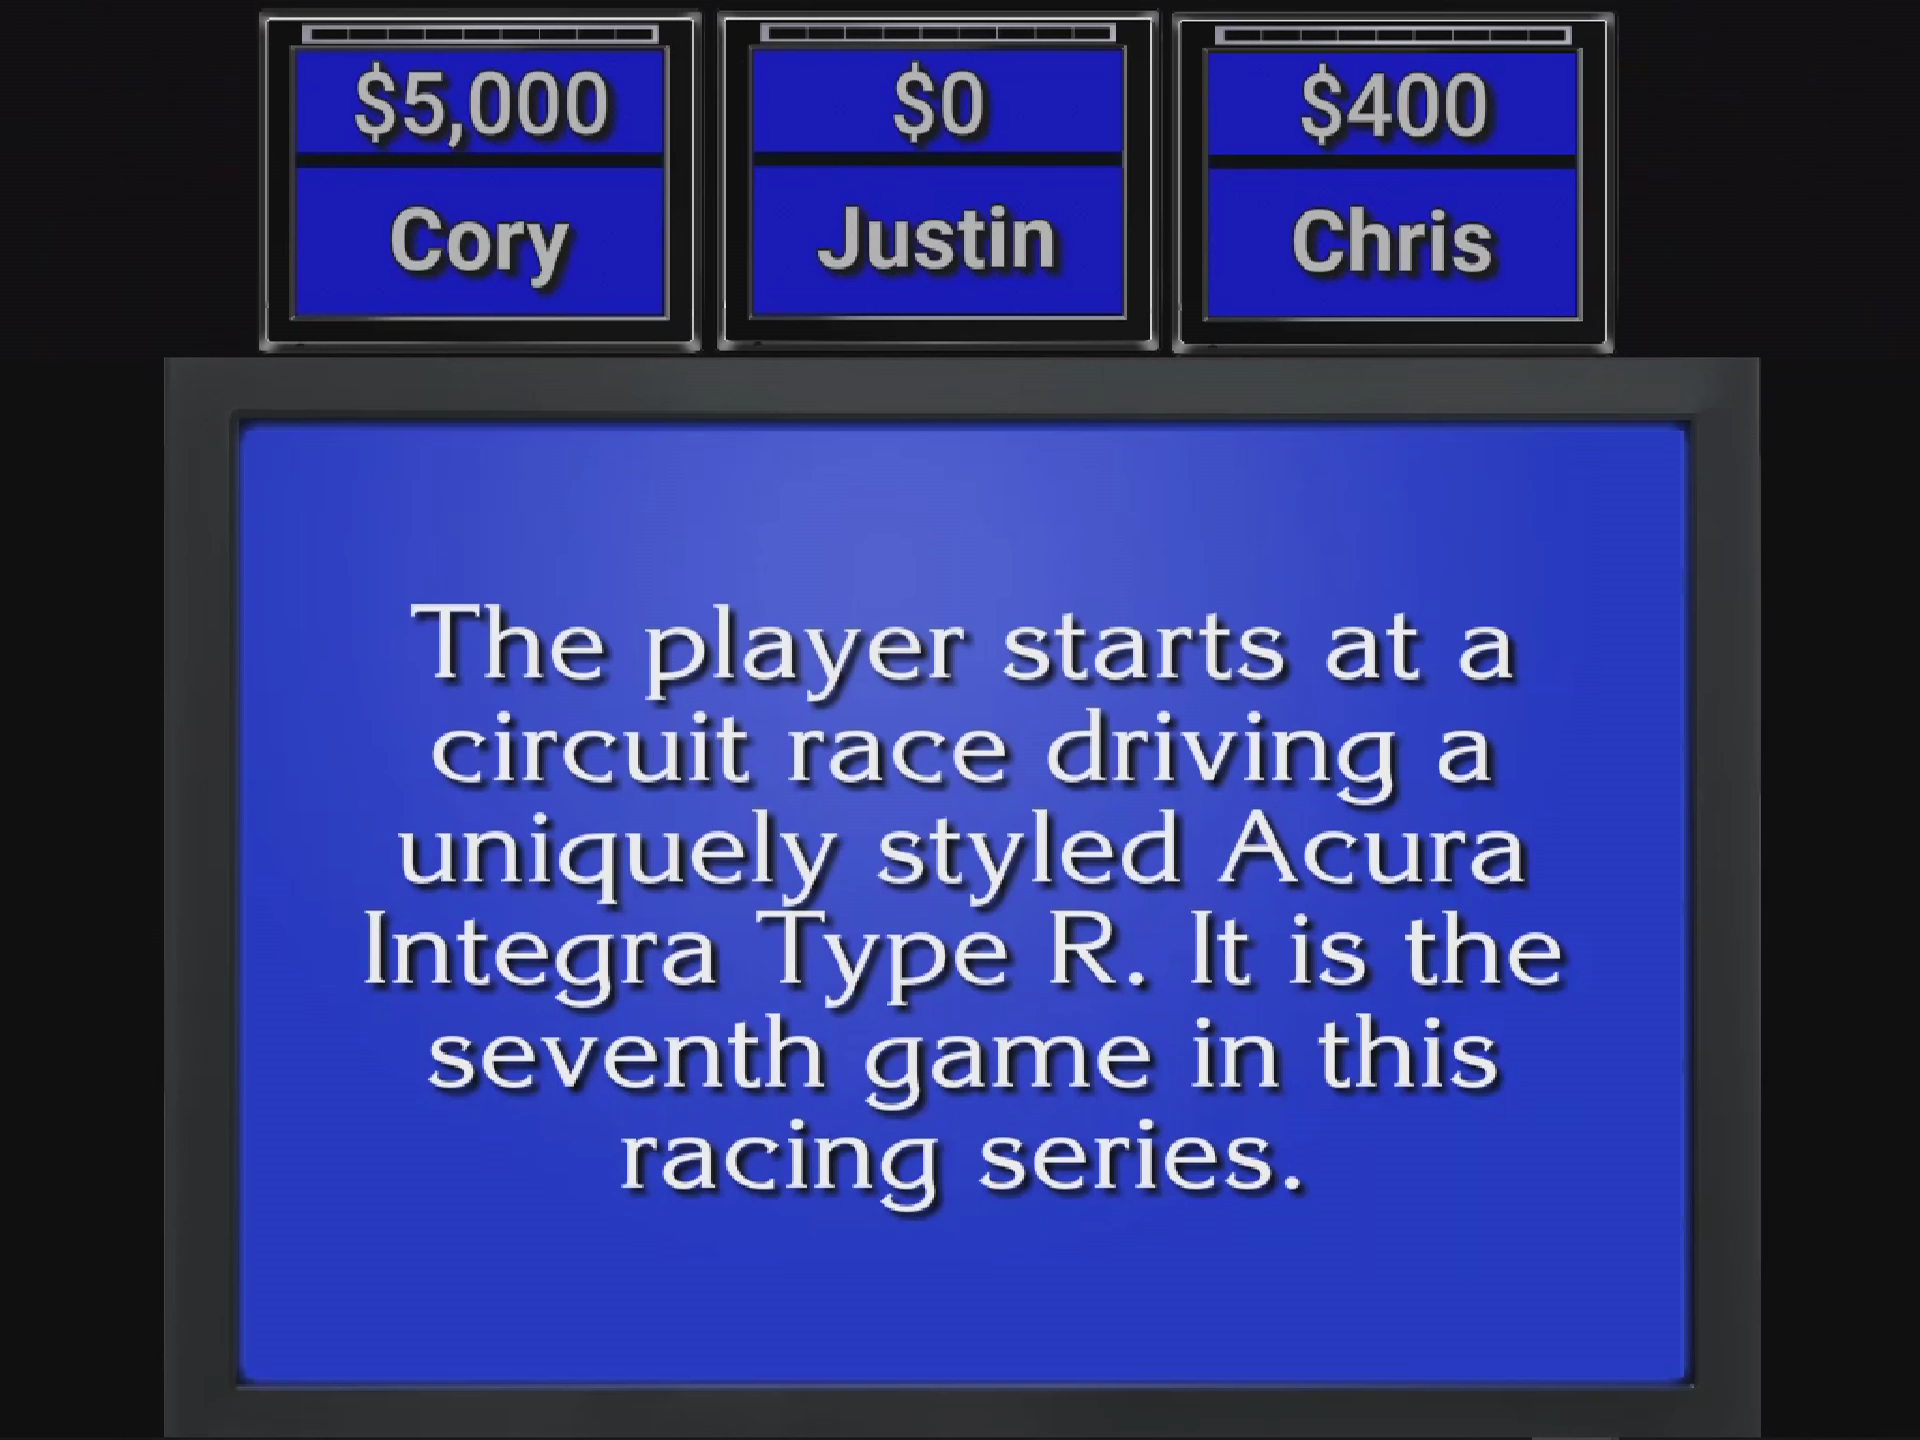 $5,000
$0
$400
Cory
Justin
Chris
The player starts at a
circuit race driving a
uniquely styled Acura
Integra Type R. It is the
seventh game in this
racing series.